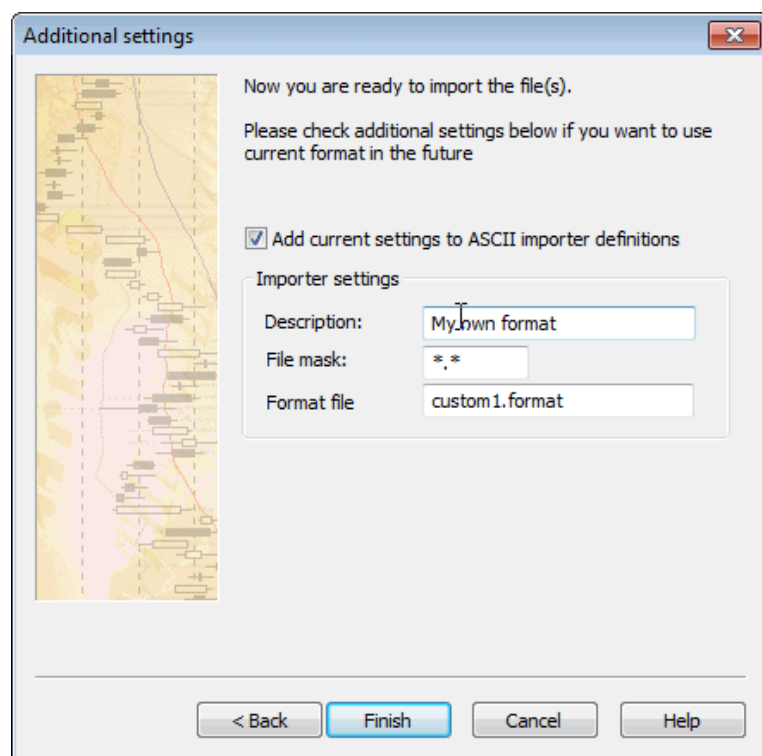 Additional settings
Now you are ready to import the file(s).
Please check additional settings below if you want to use
current format in the future
Add current settings to ASCII importer definitions
Importer settings
Description: My own format
File mask: *.*
Format file custom1.format
< Back Finish Cancel Help